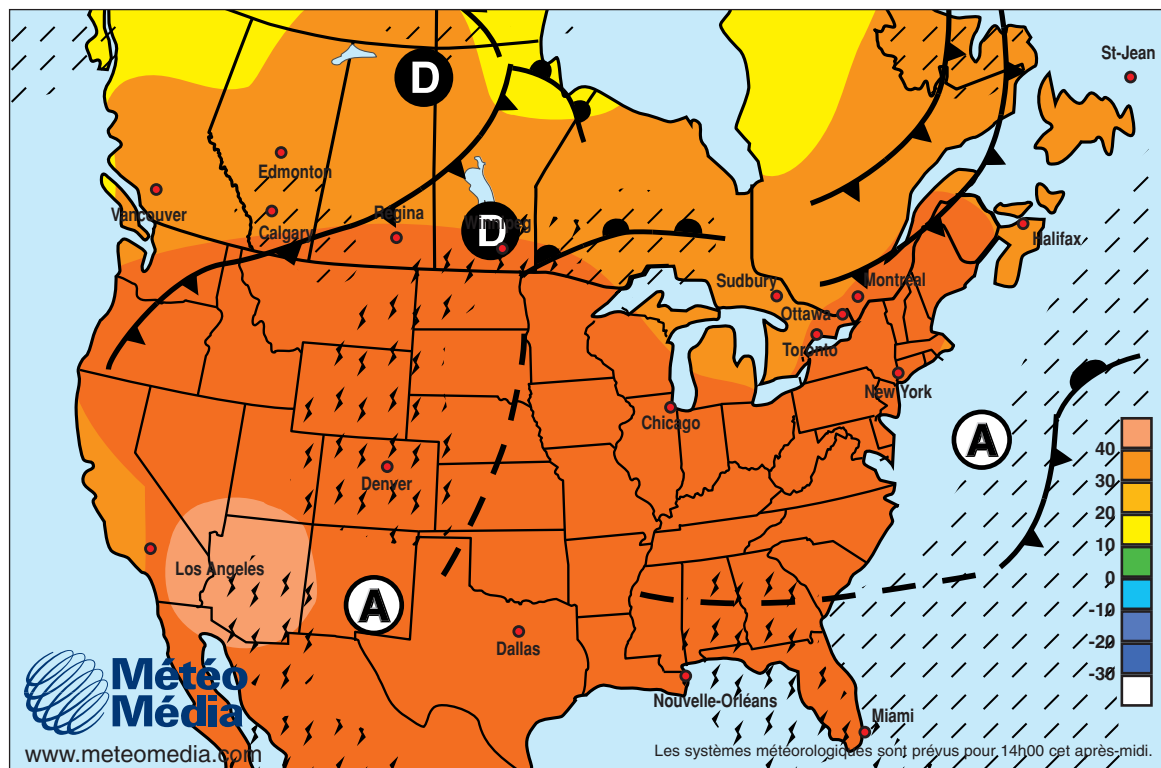 St-Jean
D
Edmonton
Vancouver
Calgary
Regina
Winnipeg
D
Halifax
Sudbury
Montréal
Ottawa
Toronto
New York
Chicago
A
Denver
Los Angeles
A
Dallas
Nouvelle-Orléans
Miami
40
30
20
10
0
-10
-20
-30
Météo
Média
www.meteomedia.com
Les systèmes météorologiques sont prévus pour 14h00 cet après-midi.